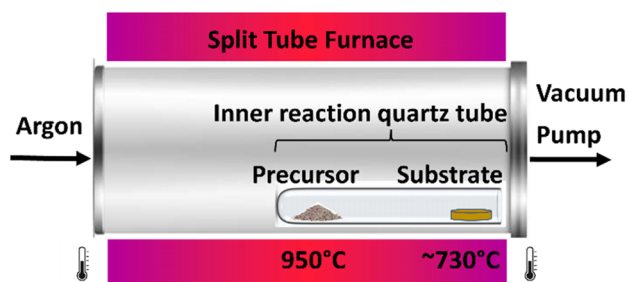 Split Tube Furnace
Argon
Inner reaction quartz tube
Vacuum
Pump
Precursor
Substrate
950°C
~730°C